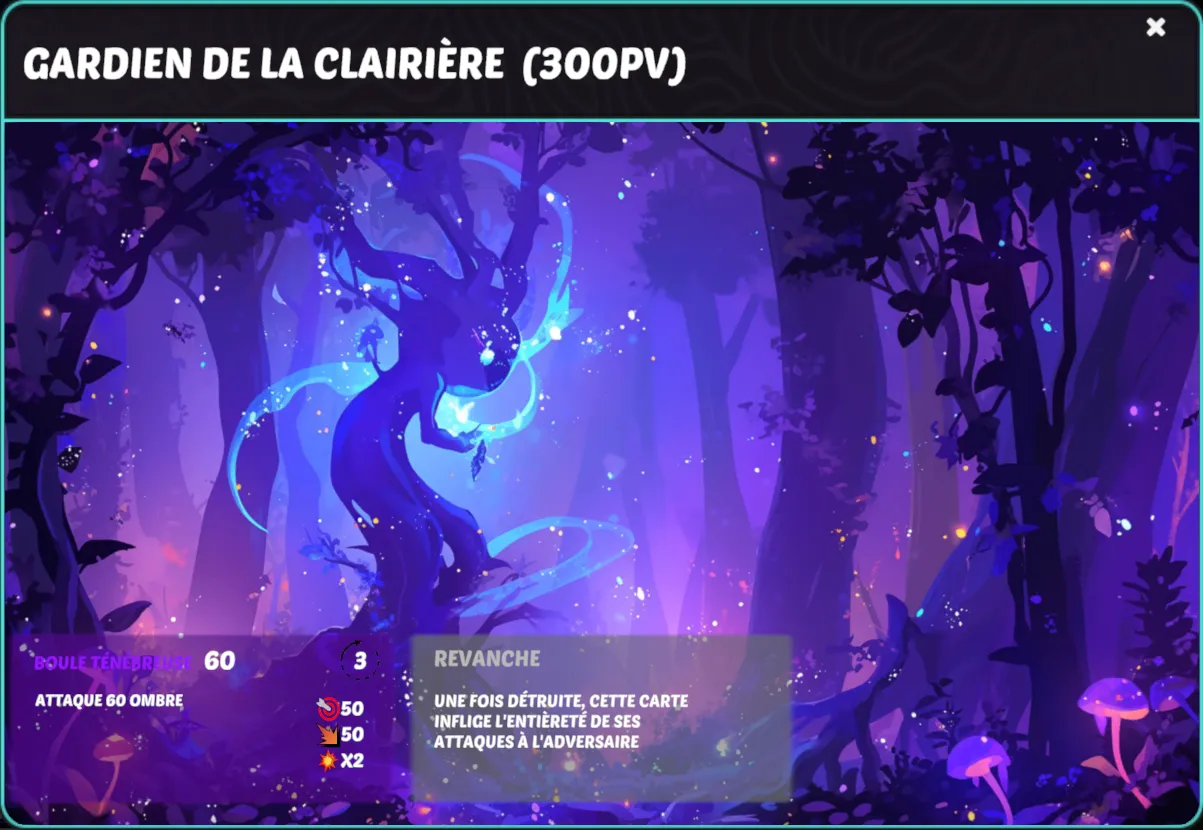 GARDIEN DE LA CLAIRIÈRE (300PV)
BOULE TÉNÉBREUSE 60
3
ATTAQUE 60 OMBRE
50
50
X2
REVANCHE
UNE FOIS DÉTRUITE, CETTE CARTE
INFLIGE L'ENTIÈRETÉ DE SES
ATTAQUES À L'ADVERSAIRE